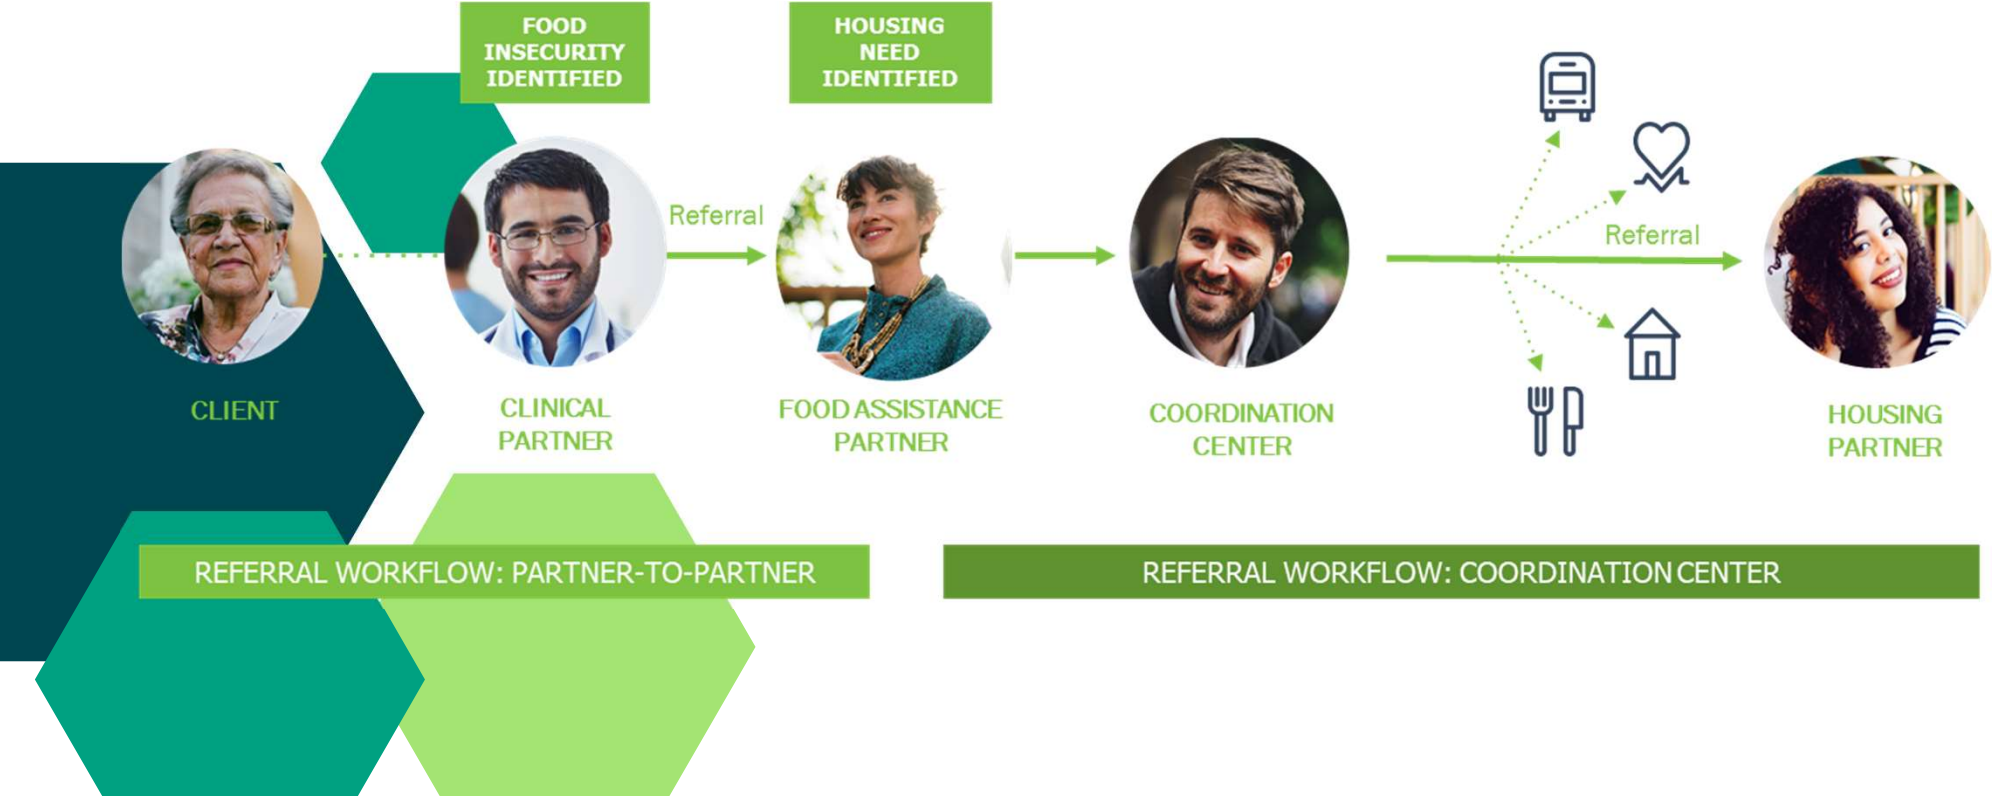 FOOD
INSECURITY
IDENTIFIED
HOUSING
NEED
IDENTIFIED
Referral
Referral
CLIENT
CLINICAL
PARTNER
FOOD ASSISTANCE
PARTNER
COORDINATION
CENTER
HOUSING
PARTNER
REFERRAL WORKFLOW: PARTNER-TO-PARTNER
REFERRAL WORKFLOW: COORDINATION CENTER